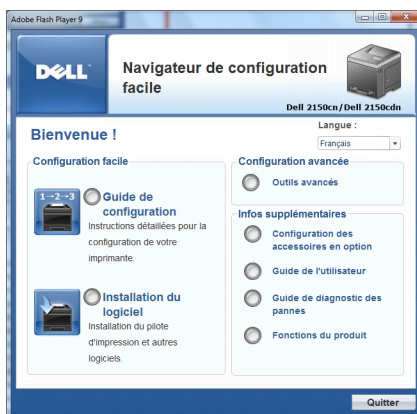 Adobe Flash Player 9
DELL
Navigateur de configuration
facile
Dell 2150cn/Dell 2150cdn
Bienvenue !
Langue :
Français
Configuration facile
1→2→3
Guide de
configuration
Instructions détaillées pour la
configuration de votre
imprimante.
Installation du
logiciel
Installation du pilote
d'impression et autres
logiciels.
Configuration avancée
Outils avancés
Infos supplémentaires
Configuration des
accessoires en option
Guide de l'utilisateur
Guide de diagnostic des
pannes
Fonctions du produit
Quitter